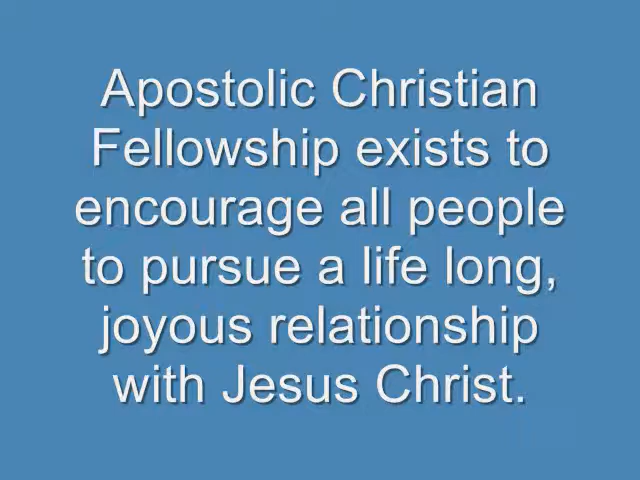 Apostolic Christian
Fellowship exists to
encourage all people
to pursue a life long,
joyous relationship
with Jesus Christ.